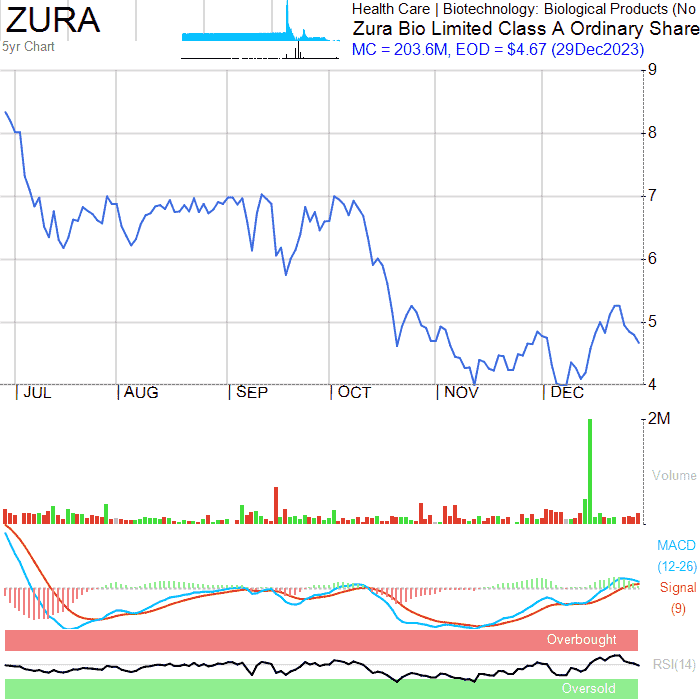 ZURA
5yr Chart
Health Care | Biotechnology: Biological Products (No
Zura Bio Limited Class A Ordinary Share
MC = 203.6M, EOD = $4.67 (29Dec2023)
9
8
7
6
5
4
JUL AUG SEP OCT NOV DEC
2M
Volume
MACD
(12-26)
Signal
(9)
Overbought
RSI(14)
Oversold